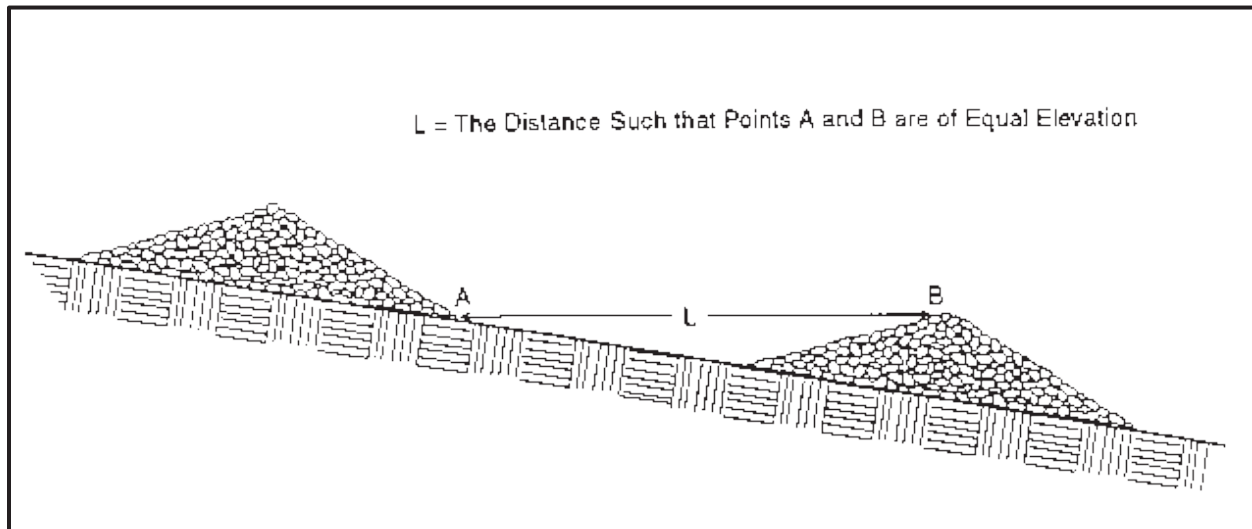 L = The Distance Such that Points A and B are of Equal Elevation
A
B
L